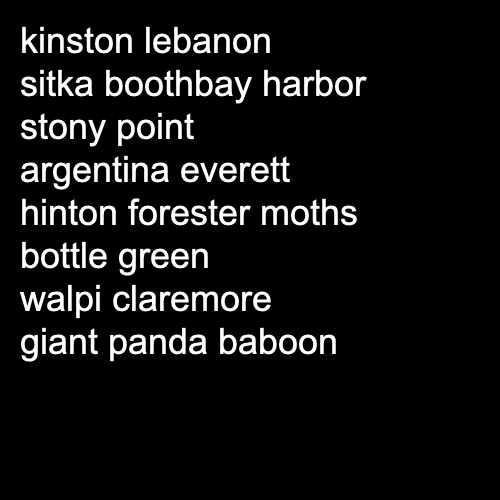 kinston lebanon
sitka boothbay harbor
stony point
argentina everett
hinton forester moths
bottle green
walpi claremore
giant panda baboon